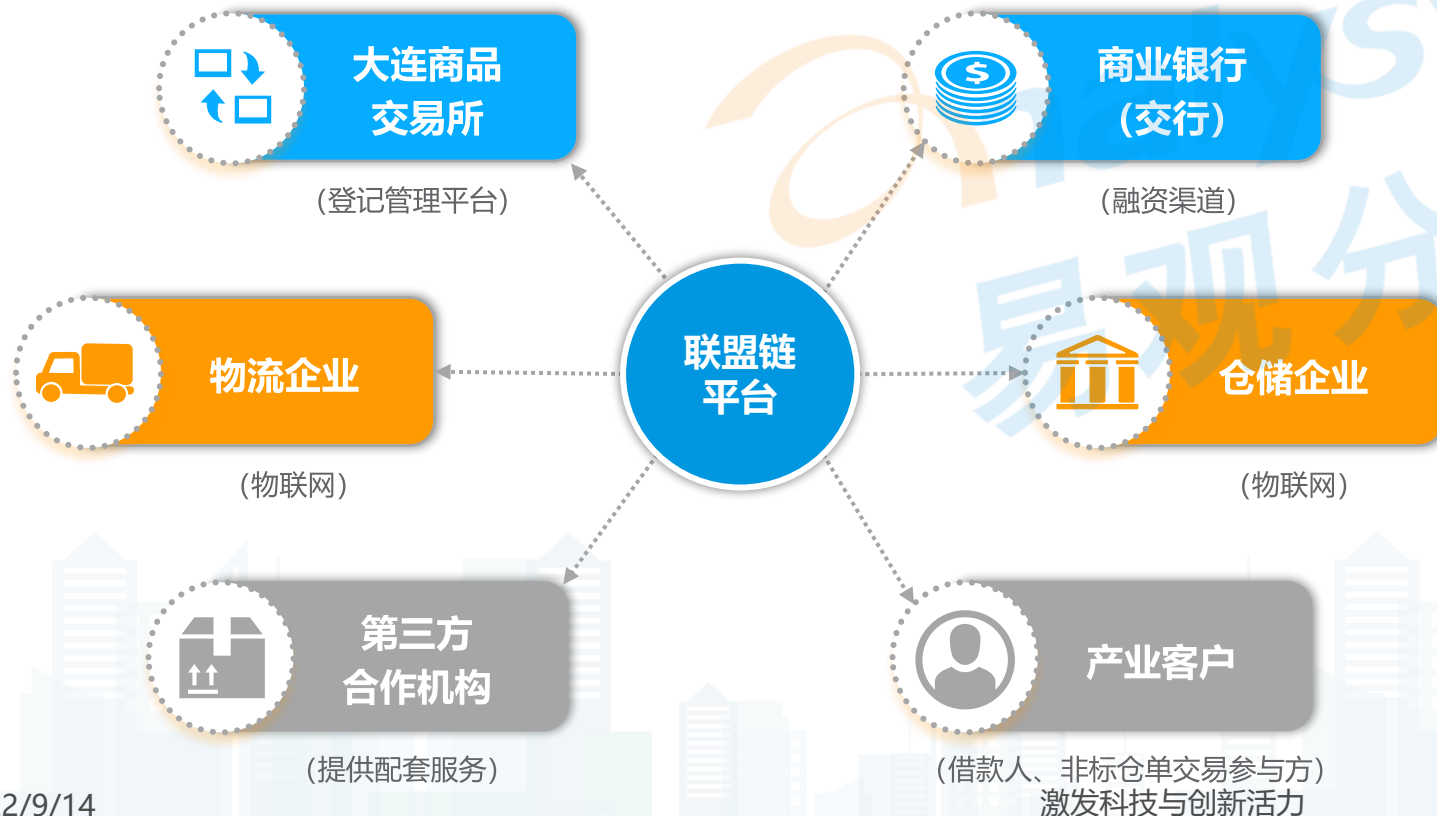 大连商品
交易所
（登记管理平台）
商业银行
（交行）
（融资渠道）
物流企业
（物联网）
联盟链
平台
仓储企业
（物联网）
第三方
合作机构
（提供配套服务）
产业客户
（借款人、非标仓单交易参与方）
激发科技与创新活力
2/9/14
analys
易观分